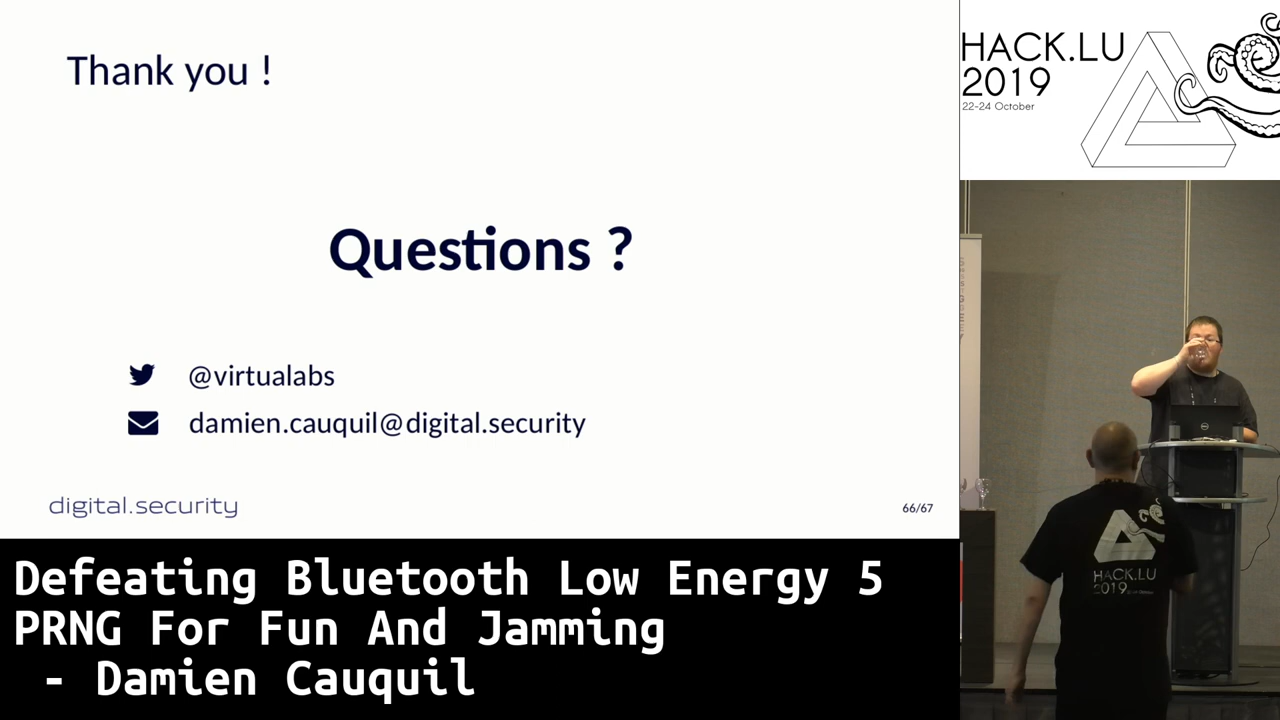 Thank you !
Questions ?
@virtualabs
damien.cauquil@digital.security
digital.security
66/67
HACK.LU
2019
22-24 October
DELL
HACK.LU
2019
Defeating Bluetooth Low Energy 5
PRNG For Fun And Jamming
- Damien Cauquil